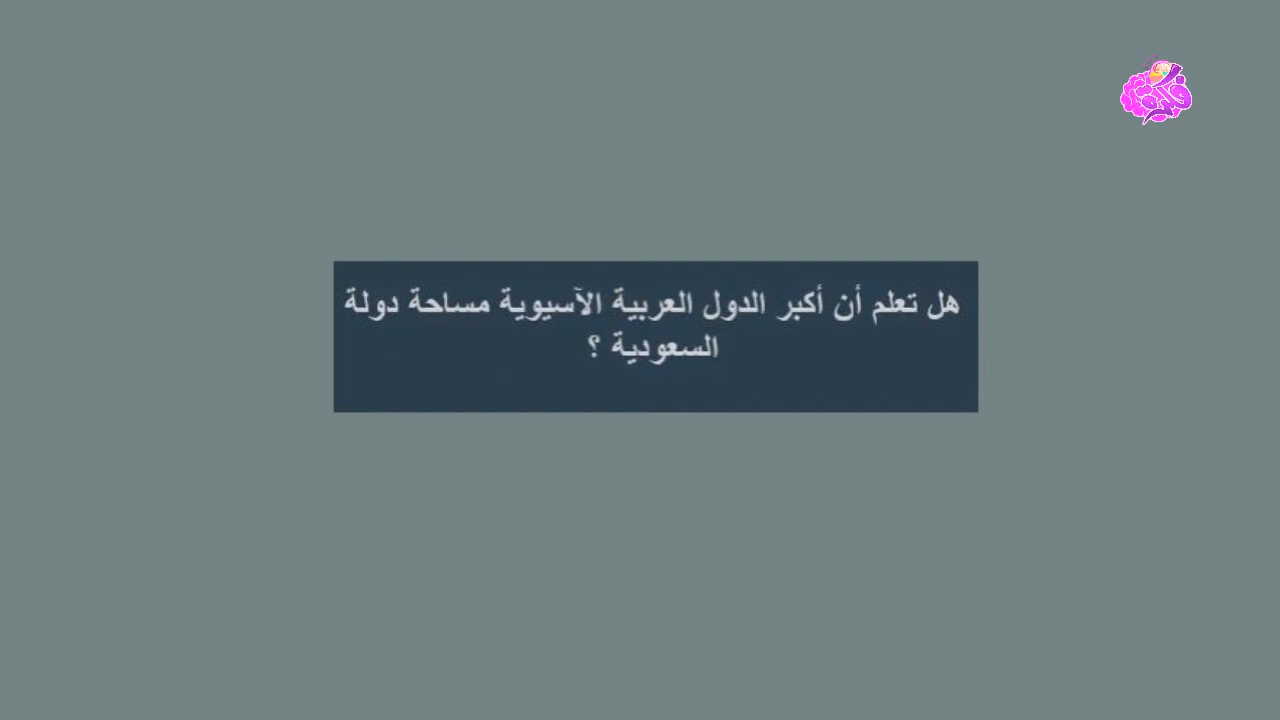 هل تعلم أن أكبر الدول العربية الآسيوية مساحة دولة
السعودية ؟